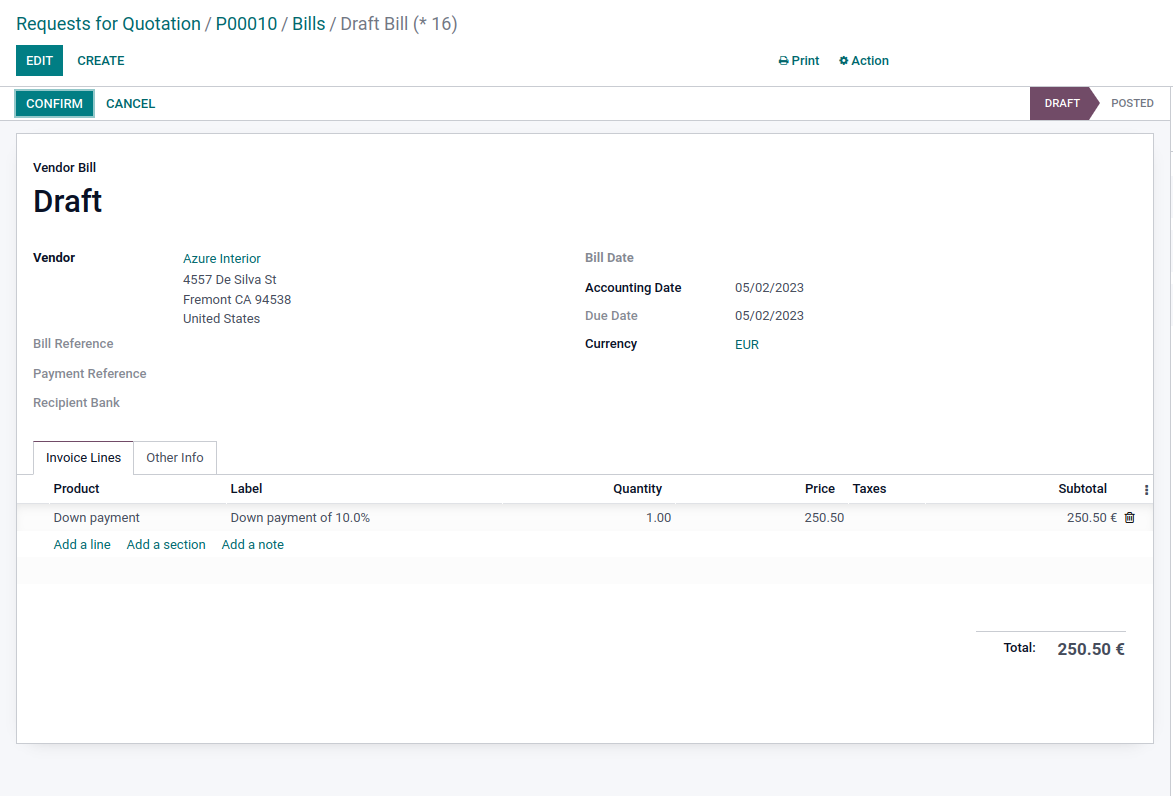 Requests for Quotation / P00010 / Bills / Draft Bill (* 16)
EDIT CREATE Print Action
CONFIRM CANCEL DRAFT POSTED
Vendor Bill
Draft
Vendor Azure Interior
4557 De Silva St
Fremont CA 94538
United States
Bill Reference
Payment Reference
Recipient Bank
Bill Date
Accounting Date 05/02/2023
Due Date 05/02/2023
Currency EUR
Invoice Lines Other Info
Product Label Quantity Price Taxes Subtotal
Down payment Down payment of 10.0% 1.00 250.50 250.50 €
Add a line Add a section Add a note
Total: 250.50 €